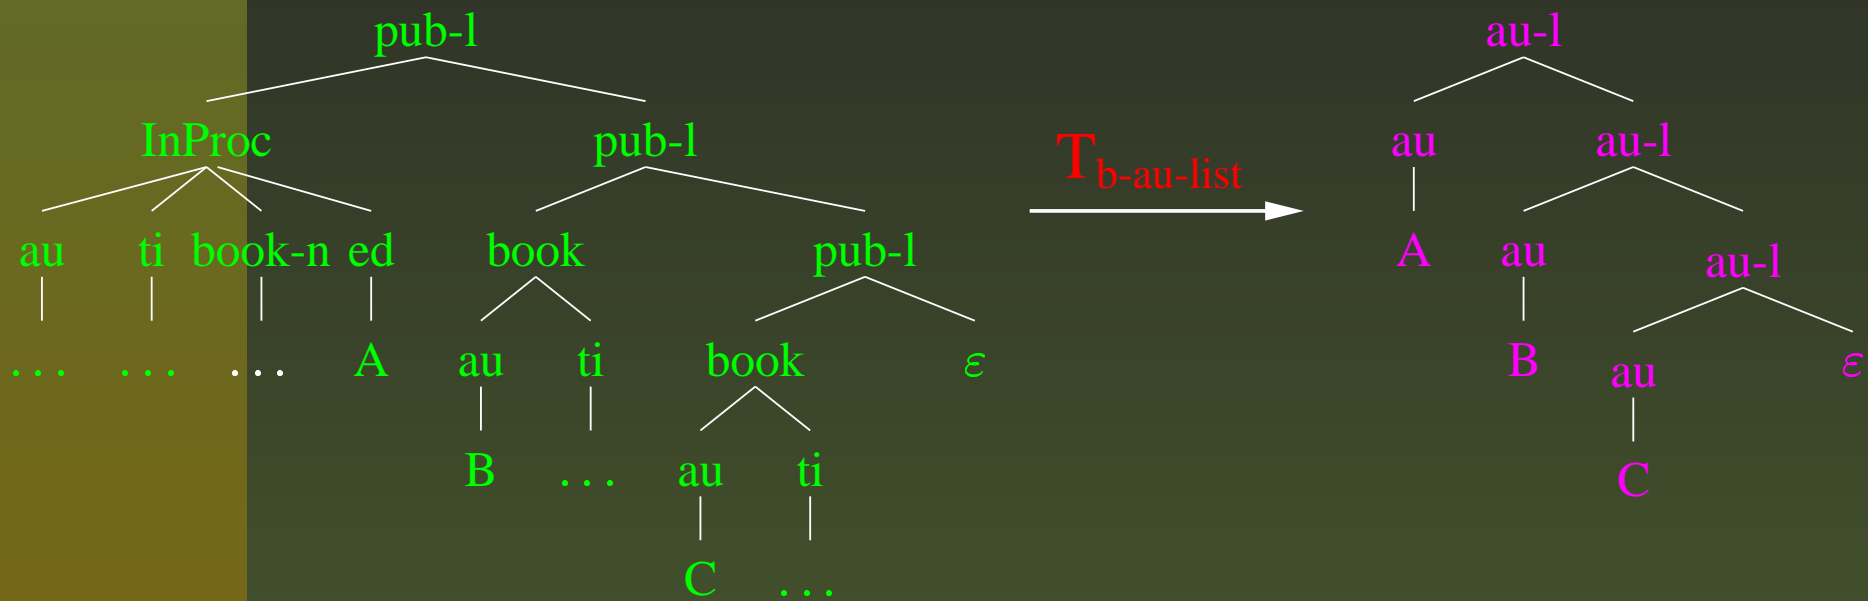 pub-l au-l
InProc pub-l T b-au-list au au-l
au ti book-n ed book pub-l A au au-l
... ... ... A au ti book ε B au ε
B ... au ti C
C ...